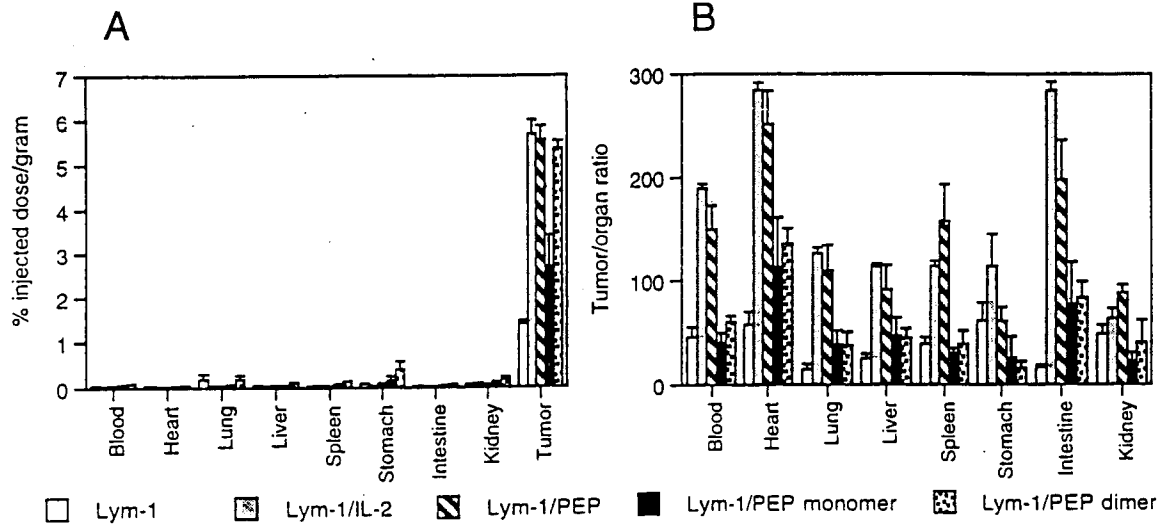 A
B
% injected dose/gram
7
6
5
4
3
2
1
0
Blood
Heart
Lung
Liver
Spleen
Stomach
Intestine
Kidney
Tumor
Tumor/organ ratio
300
200
100
0
Blood
Heart
Lung
Liver
Spleen
Stomach
Intestine
Kidney
Lym-1
Lym-1/IL-2
Lym-1/PEP
Lym-1/PEP monomer
Lym-1/PEP dimer